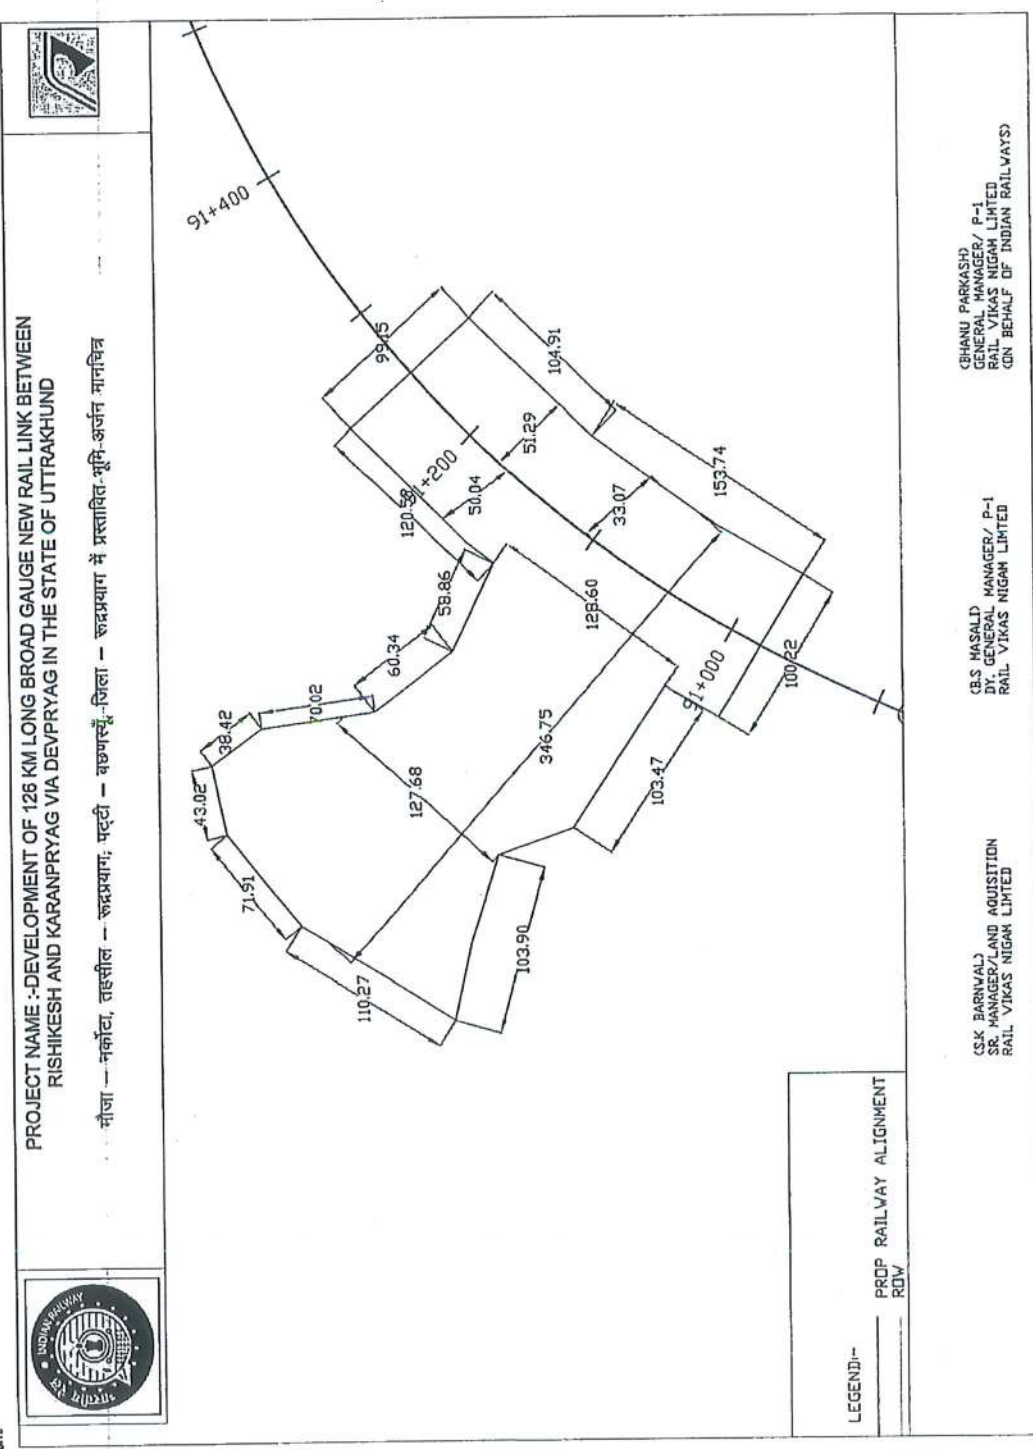 PROJECT NAME :-DEVELOPMENT OF 126 KM LONG BROAD GAUGE NEW RAIL LINK BETWEEN
RISHIKESH AND KARANPRYAG VIA DEVPRYAG IN THE STATE OF UTTRAKHUND
मौजा – नर्कोटा, तहसील – रूद्रप्रयाग, पट्टी – बछणस्यूँ, जिला – रूद्रप्रयाग में प्रस्तावित भूमि अर्जन मानचित्र
INDIAN RAILWAY
91+400
99.15
104.91
51.29
91+200
50.04
120.58
33.07
153.74
58.86
128.60
60.34
70.02
38.42
43.02
71.91
127.68
346.75
91+000
100.22
103.47
110.27
103.90
LEGEND:-
PROP RAILWAY ALIGNMENT
ROW
(S.K BARNWAL)
SR. MANAGER/LAND AQUISITION
RAIL VIKAS NIGAM LIMTED
(B.S MASALI)
DY. GENERAL MANAGER/ P-1
RAIL VIKAS NIGAM LIMTED
(BHANU PARKASH)
GENERAL MANAGER/ P-1
RAIL VIKAS NIGAM LIMTED
(ON BEHALF OF INDIAN RAILWAYS)